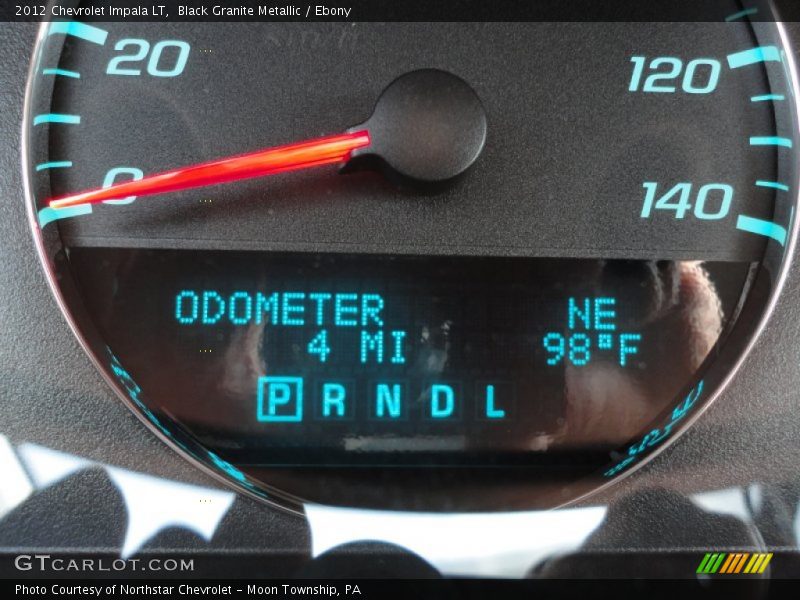 2012 Chevrolet Impala LT,  Black Granite Metallic / Ebony
20
120
0
140
ODOMETER NE
4 MI 98°F
P R N D L
GTCARLOT.COM
Photo Courtesy of Northstar Chevrolet - Moon Township, PA